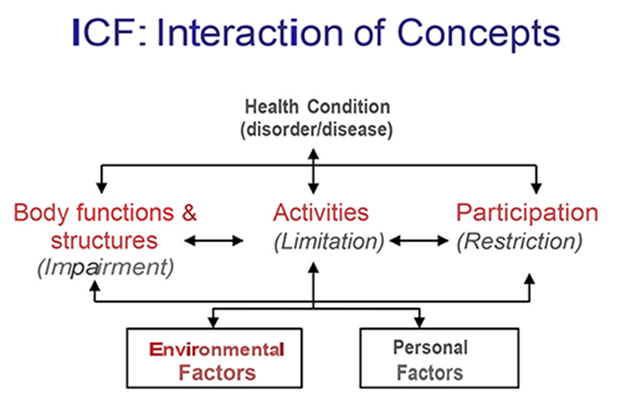 ICF: Interaction of Concepts
Health Condition
(disorder/disease)
Body functions &
structures
(Impairment)
Activities
(Limitation)
Participation
(Restriction)
Environmental
Factors
Personal
Factors